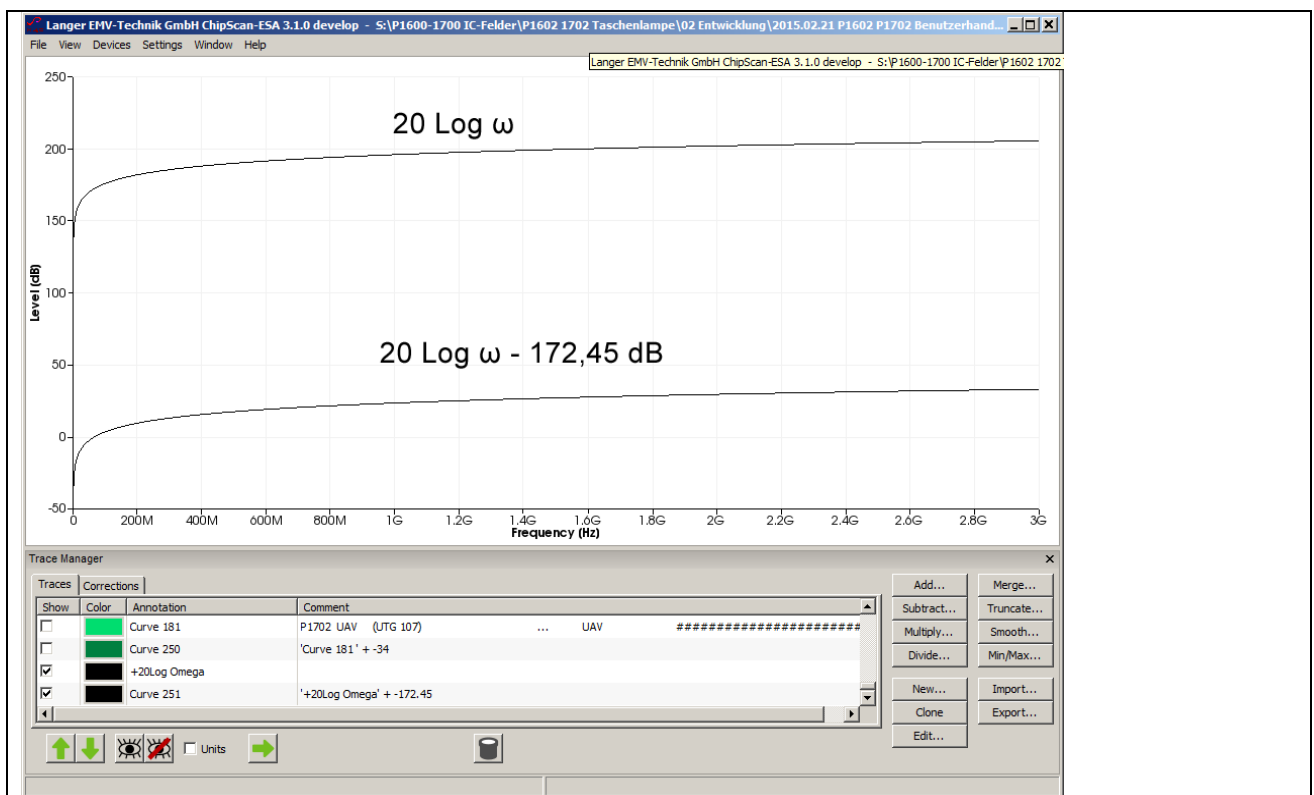 Langer EMV-Technik GmbH ChipScan-ESA 3.1.0 develop - S:\P1600-1700 IC-Felder\P1602 1702 Taschenlampe\02 Entwicklung\2015.02.21 P1602 P1702 Benutzerhand...
File View Devices Settings Window Help
Langer EMV-Technik GmbH ChipScan-ESA 3.1.0 develop - S:\P1600-1700 IC-Felder\P1602 1702
250
20 Log ω
200
150
Level (dB)
100
20 Log ω - 172,45 dB
50
0
-50
0 200M 400M 600M 800M 1G 1.2G 1.4G 1.6G 1.8G 2G 2.2G 2.4G 2.6G 2.8G 3G
Frequency (Hz)
Trace Manager
Traces Corrections
Show Color Annotation Comment
Curve 181 P1702 UAV (UTG 107) ... UAV #######################
Curve 250 'Curve 181' + -34
+20Log Omega
Curve 251 '+20Log Omega' + -172.45
Units
Add... Merge...
Subtract... Truncate...
Multiply... Smooth...
Divide... Min/Max...
New... Import...
Clone Export...
Edit...